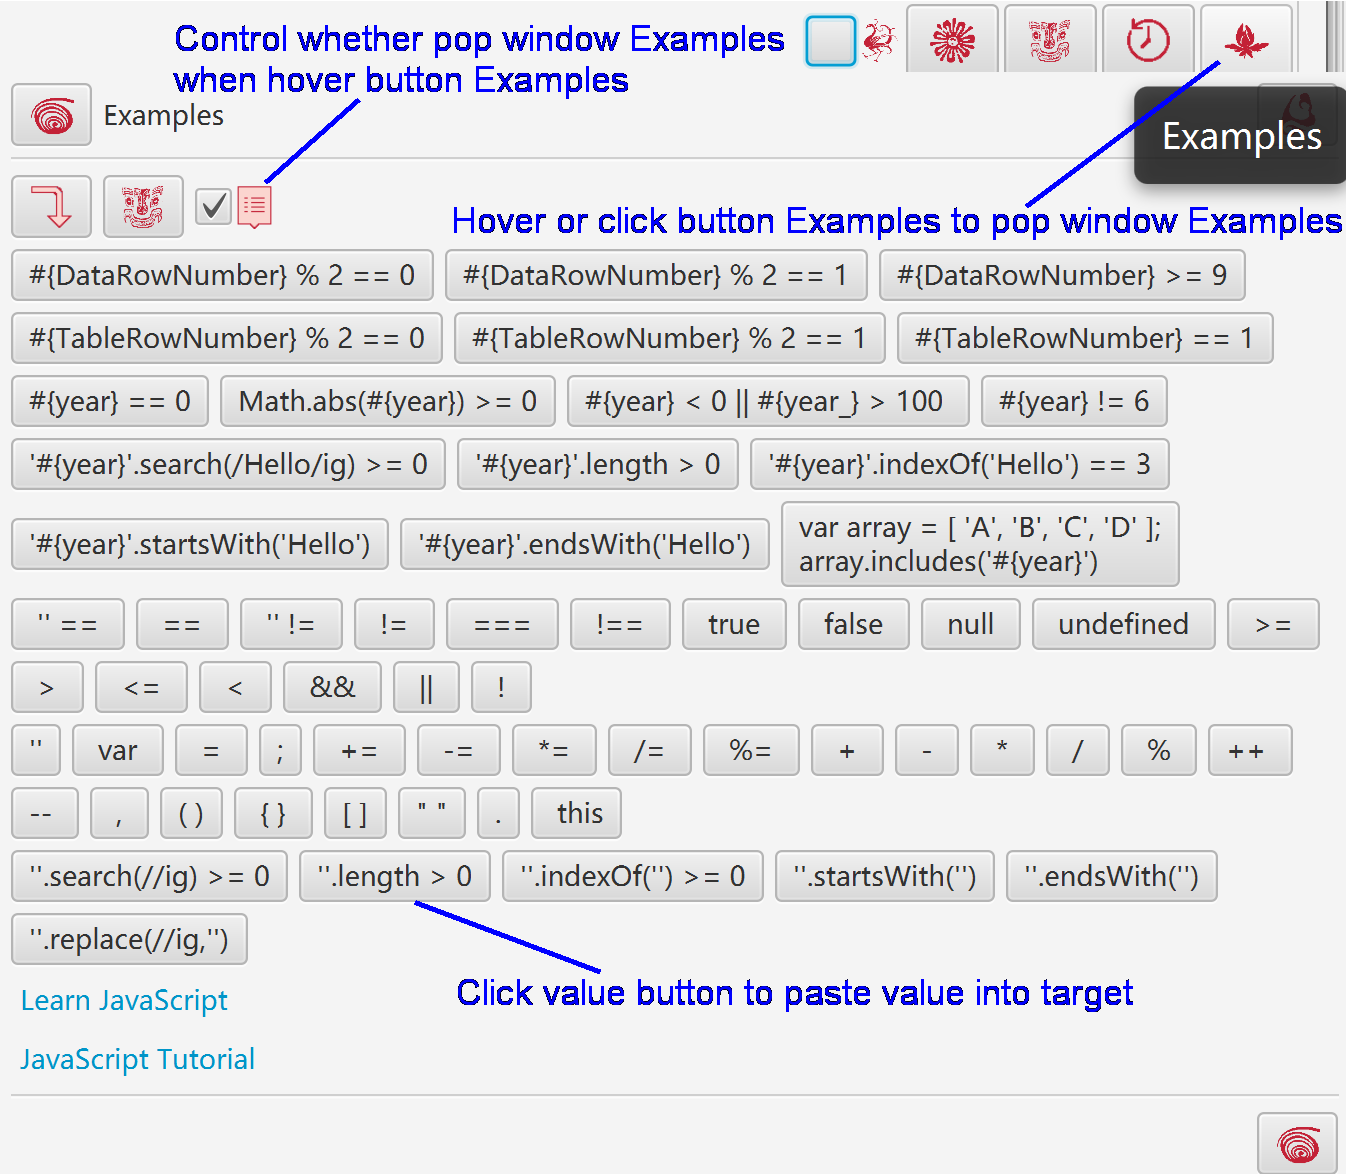 Control whether pop window Examples
when hover button Examples
Examples
Examples
Hover or click button Examples to pop window Examples
#{DataRowNumber} % 2 == 0 #{DataRowNumber} % 2 == 1 #{DataRowNumber} >= 9
#{TableRowNumber} % 2 == 0 #{TableRowNumber} % 2 == 1 #{TableRowNumber} == 1
#{year} == 0 Math.abs(#{year}) >= 0 #{year} < 0 || #{year_} > 100 #{year} != 6
'#{year}'.search(/Hello/ig) >= 0 '#{year}'.length > 0 '#{year}'.indexOf('Hello') == 3
'#{year}'.startsWith('Hello') '#{year}'.endsWith('Hello') var array = [ 'A', 'B', 'C', 'D' ];
array.includes('#{year}')
'' == == '' != != === !== true false null undefined >=
> <= < && || !
'' var = ; += -= *= /= %= + - * / % ++
-- , ( ) { } [ ] " " . this
''.search(//ig) >= 0 ''.length > 0 ''.indexOf('') >= 0 ''.startsWith('') ''.endsWith('')
''.replace(//ig,'')
Click value button to paste value into target
Learn JavaScript
JavaScript Tutorial